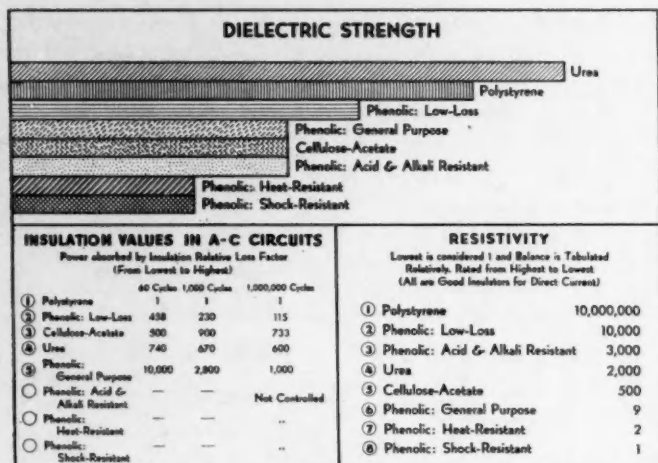 DIELECTRIC STRENGTH
Urea
Polystyrene
Phenolic: Low-Loss
Phenolic: General Purpose
Cellulose-Acetate
Phenolic: Acid & Alkali Resistant
Phenolic: Heat-Resistant
Phenolic: Shock-Resistant
INSULATION VALUES IN A-C CIRCUITS
Power absorbed by Insulation Relative Loss Factor
(From Lowest to Highest)
60 Cycles 1,000 Cycles 1,000,000 Cycles
① Polystyrene 1 1 1
② Phenolic: Low-Loss 458 230 115
③ Cellulose-Acetate 500 900 733
④ Urea 740 670 600
⑤ Phenolic:
General Purpose 10,000 2,800 1,000
○ Phenolic: Acid &
Alkali Resistant — — Not Controlled
○ Phenolic:
Heat-Resistant — — "
○ Phenolic:
Shock-Resistant — — "
RESISTIVITY
Lowest is considered 1 and Balance is Tabulated
Relatively. Rated from Highest to Lowest
(All are Good Insulators for Direct Current)
① Polystyrene 10,000,000
② Phenolic: Low-Loss 10,000
③ Phenolic: Acid & Alkali Resistant 3,000
④ Urea 2,000
⑤ Cellulose-Acetate 500
⑥ Phenolic: General Purpose 9
⑦ Phenolic: Heat-Resistant 2
⑧ Phenolic: Shock-Resistant 1